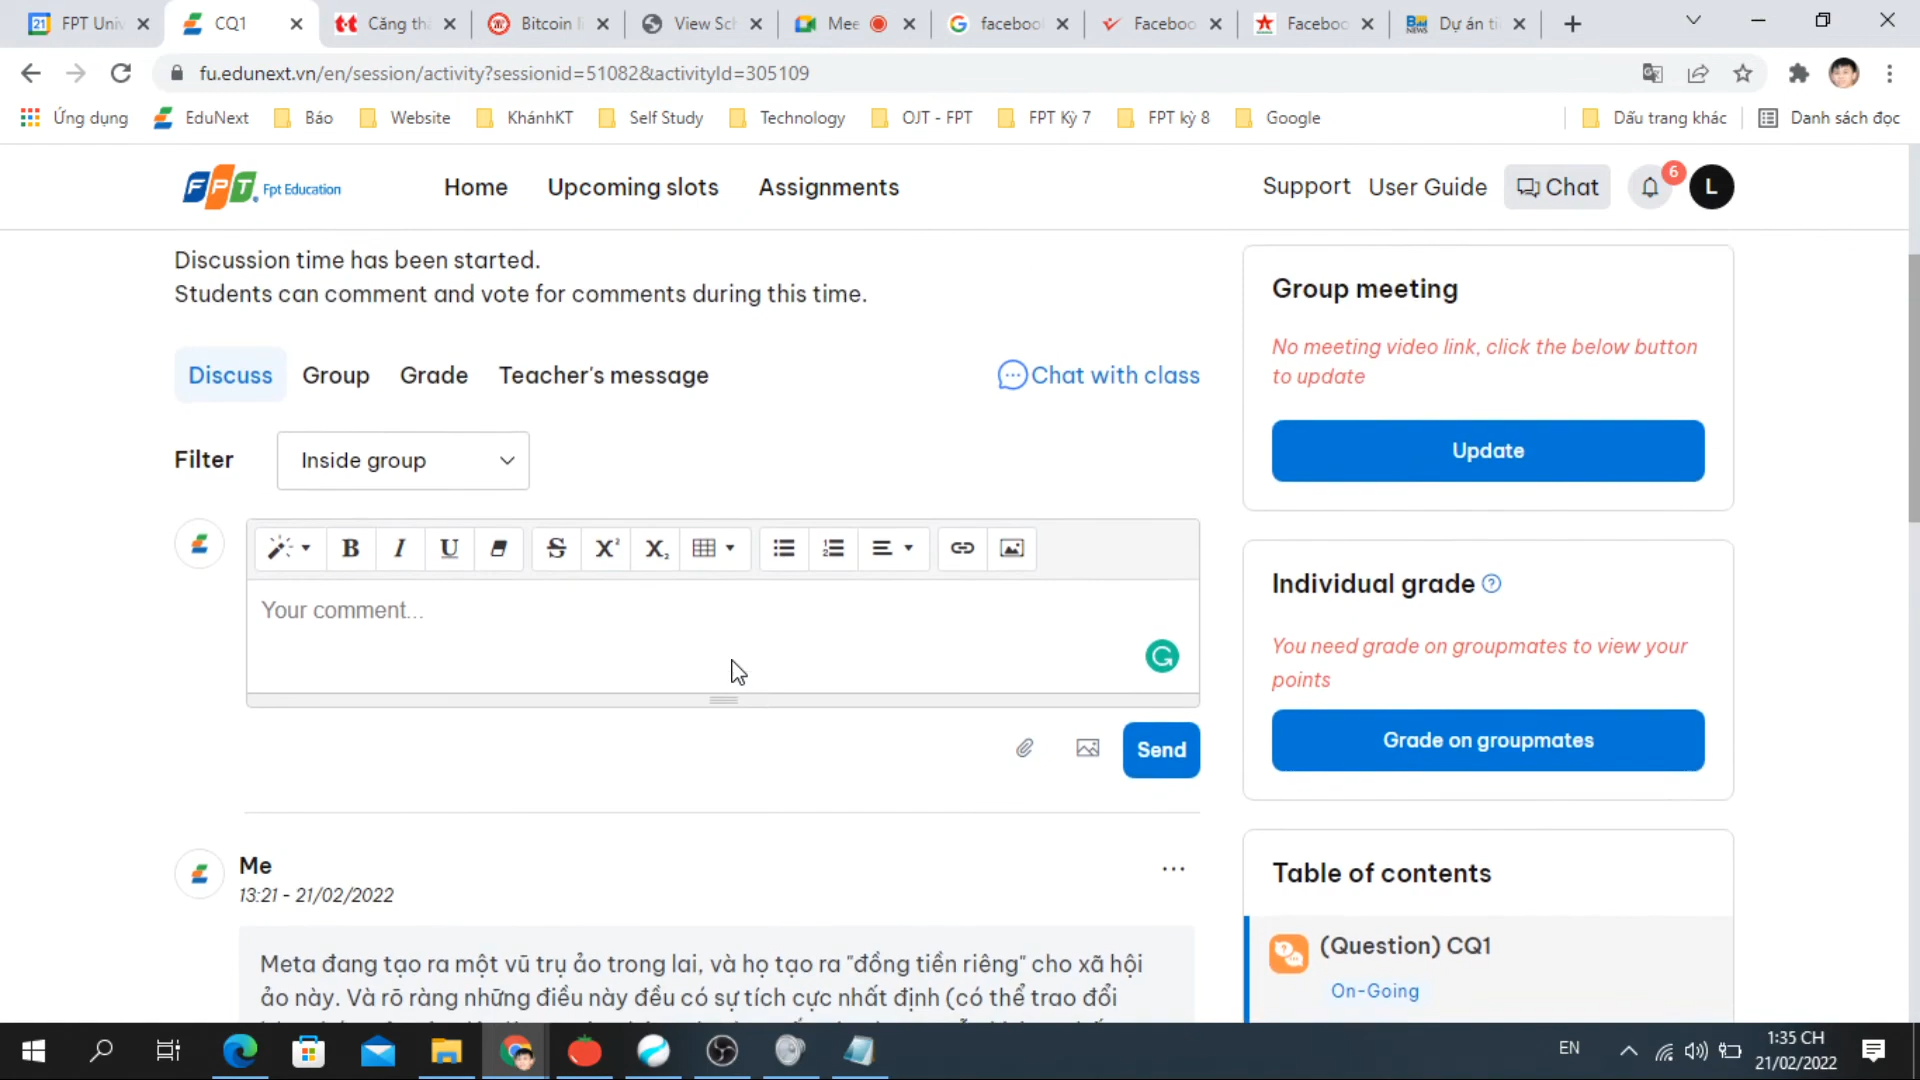 FPT Univ
CQ1
Căng thả
Bitcoin l
View Sch
Mee
facebook
Faceboo
Faceboo
Dự án ti
fu.edunext.vn/en/session/activity?sessionid=51082&activityId=305109
Ứng dụng
EduNext
Báo
Website
KhánhKT
Self Study
Technology
OJT - FPT
FPT Kỳ 7
FPT kỳ 8
Google
Dấu trang khác
Danh sách đọc
FPT. Fpt Education
Home
Upcoming slots
Assignments
Support
User Guide
Chat
6
L
Discussion time has been started.
Students can comment and vote for comments during this time.
Discuss
Group
Grade
Teacher's message
Chat with class
Filter
Inside group
Your comment...
Send
Me
13:21 - 21/02/2022
Meta đang tạo ra một vũ trụ ảo trong lai, và họ tạo ra "đồng tiền riêng" cho xã hội
ảo này. Và rõ ràng những điều này đều có sự tích cực nhất định (có thể trao đổi
Group meeting
No meeting video link, click the below button
to update
Update
Individual grade
You need grade on groupmates to view your
points
Grade on groupmates
Table of contents
(Question) CQ1
On-Going
EN
1:35 CH
21/02/2022